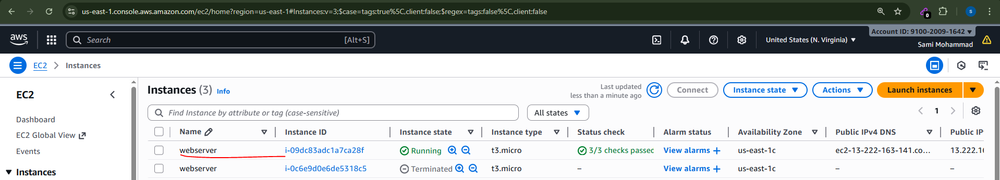 us-east-1.console.aws.amazon.com/ec2/home?region=us-east-1#Instances:v=3;$case=tags:true%5C,client:false;$regex=tags:false%5C,client:false
0
S
aws
Search
[Alt+S]
United States (N. Virginia)
Account ID: 9100-2009-1642
Sami Mohammad
EC2
Instances
EC2
Dashboard
EC2 Global View
Events
Instances
Instances (3) Info
Last updated
less than a minute ago
Connect
Instance state
Actions
Launch instances
Find Instance by attribute or tag (case-sensitive)
All states
1
Name Instance ID Instance state Instance type Status check Alarm status Availability Zone Public IPv4 DNS Public IP
webserver i-09dc83adc1a7ca28f Running t3.micro 3/3 checks passed View alarms + us-east-1c ec2-13-222-163-141.co... 13.222.16
webserver i-0c6e9d0e6de5318c5 Terminated t3.micro – View alarms + us-east-1c – –